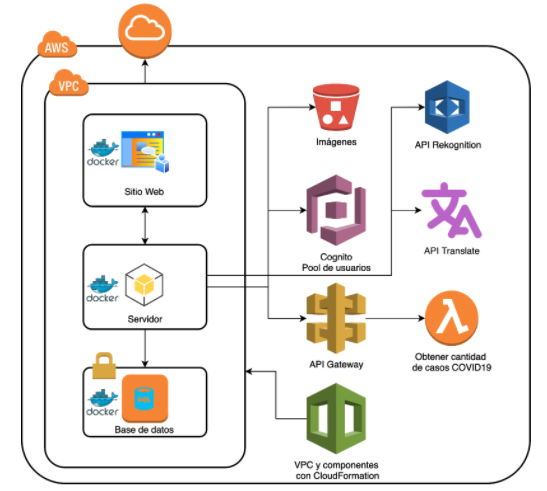 AWS
VPC
docker
Sitio Web
docker
Servidor
docker
Base de datos
Imágenes
API Rekognition
Cognito
Pool de usuarios
API Translate
API Gateway
Obtener cantidad
de casos COVID19
VPC y componentes
con CluodFormation